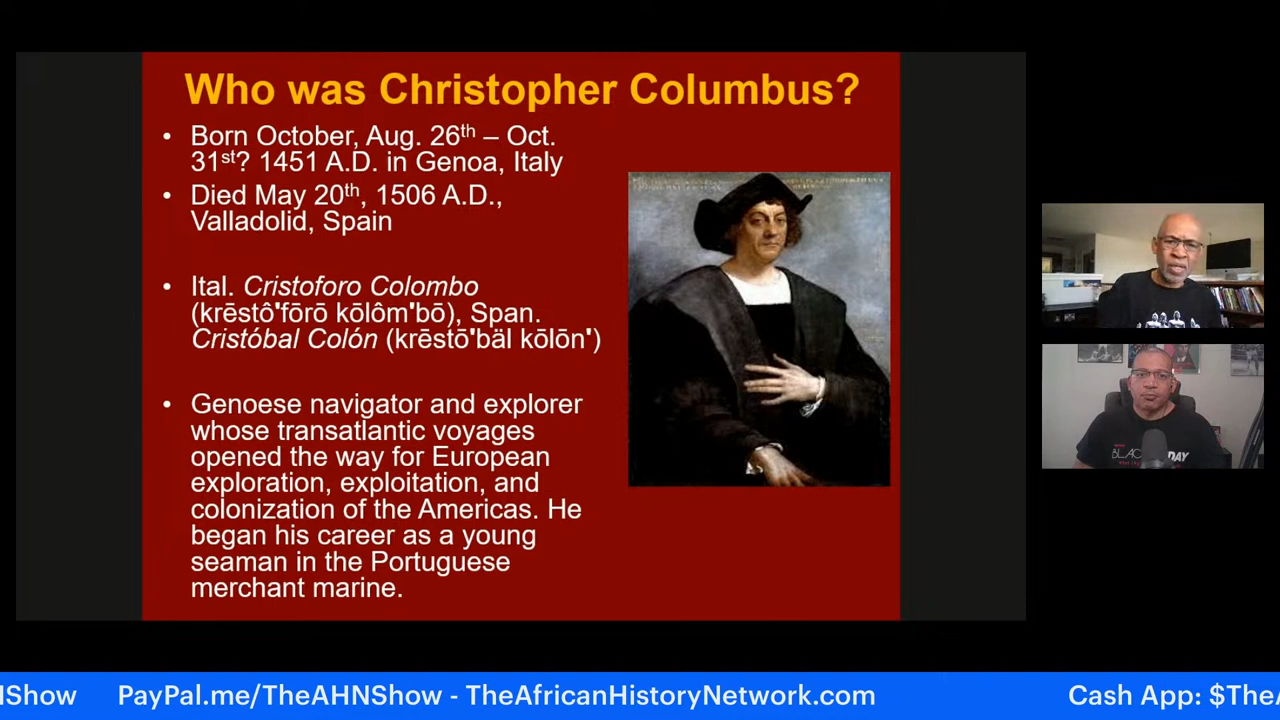 Who was Christopher Columbus?
• Born October, Aug. 26th – Oct.
31st? 1451 A.D. in Genoa, Italy
• Died May 20th, 1506 A.D.,
Valladolid, Spain
• Ital. Cristoforo Colombo
(krēstô'fōrō kōlôm'bō), Span.
Cristóbal Colón (krēstō'bäl kōlōn')
• Genoese navigator and explorer
whose transatlantic voyages
opened the way for European
exploration, exploitation, and
colonization of the Americas. He
began his career as a young
seaman in the Portuguese
merchant marine.
DAY
NShow PayPal.me/TheAHNShow - TheAfricanHistoryNetwork.com Cash App: $TheA